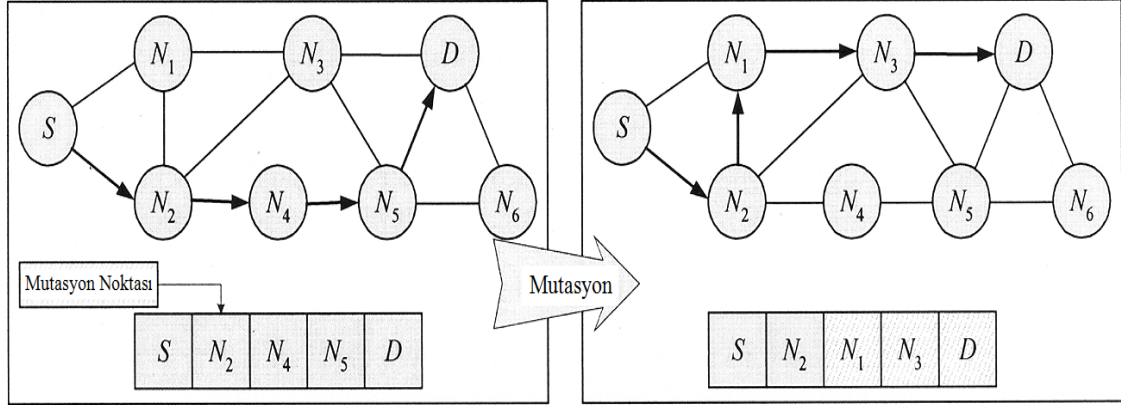 N1 N3 D
S
N2 N4 N5 N6
Mutasyon Noktası
S N2 N4 N5 D
Mutasyon
N1 N3 D
S
N2 N4 N5 N6
S N2 N1 N3 D